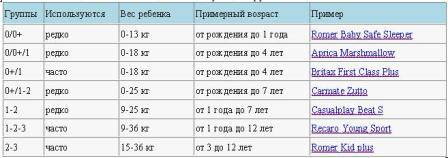 Группы Используются Вес ребенка Примерный возраст Пример
0/0+ редко 0-13 кг от рождения до 1 года Romer Baby Safe Sleeper
0/0+/1 редко 0-18 кг от рождения до 4 лет Aprica Marshmallow
0+/1 часто 0-18 кг от рождения до 4 лет Britax First Class Plus
0+/1-2 редко 0-25 кг от рождения до 7 лет Carmate Zutto
1-2 редко 9-25 кг от 1 года до 7 лет Casualplay Beat S
1-2-3 часто 9-36 кг от 1 года до 12 лет Recaro Young Sport
2-3 часто 15-36 кг от 3 до 12 лет Romer Kid plus